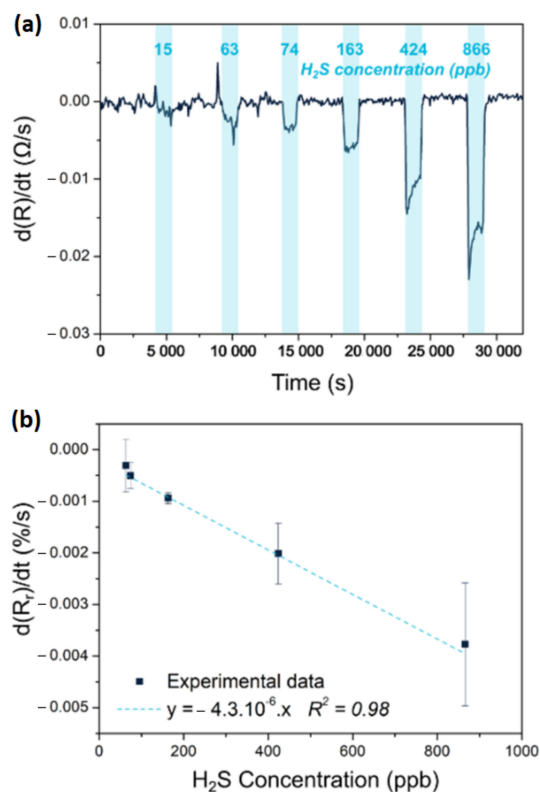 (a)
0.01
0.00
−0.01
−0.02
−0.03
d(R)/dt (Ω/s)
15 63 74 163 424 866
H₂S concentration (ppb)
0 5 000 10 000 15 000 20 000 25 000 30 000
Time (s)
(b)
0.000
−0.001
−0.002
−0.003
−0.004
−0.005
d(Rᵣ)/dt (%/s)
Experimental data
y = − 4.3.10⁻⁶.x R² = 0.98
0 200 400 600 800 1000
H₂S Concentration (ppb)